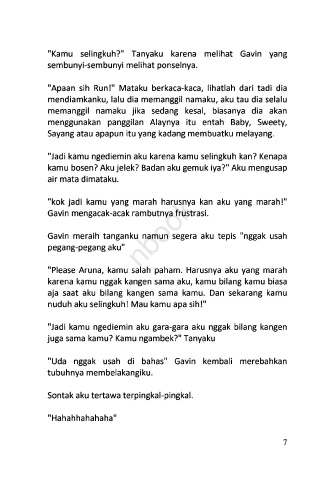 "Kamu selingkuh?" Tanyaku karena melihat Gavin yang
sembunyi-sembunyi melihat ponselnya.
"Apaan sih Run!" Mataku berkaca-kaca, lihatlah dari tadi dia
mendiamkanku, lalu dia memanggil namaku, aku tau dia selalu
memanggil namaku jika sedang kesal, biasanya dia akan
menggunakan panggilan Alaynya itu entah Baby, Sweety,
Sayang atau apapun itu yang kadang membuatku melayang.
"Jadi kamu ngediemin aku karena kamu selingkuh kan? Kenapa
kamu bosen? Aku jelek? Badan aku gemuk iya?" Aku mengusap
air mata dimataku.
"kok jadi kamu yang marah harusnya kan aku yang marah!"
Gavin mengacak-acak rambutnya frustrasi.
Gavin meraih tanganku namun segera aku tepis "nggak usah
pegang-pegang aku"
"Please Aruna, kamu salah paham. Harusnya aku yang marah
karena kamu nggak kangen sama aku, kamu bilang kamu biasa
aja saat aku bilang kangen sama kamu. Dan sekarang kamu
nuduh aku selingkuh! Mau kamu apa sih!"
"Jadi kamu ngediemin aku gara-gara aku nggak bilang kangen
juga sama kamu? Kamu ngambek?" Tanyaku
"Uda nggak usah di bahas" Gavin kembali merebahkan
tubuhnya membelakangiku.
Sontak aku tertawa terpingkal-pingkal.
"Hahahhahahaha"
7